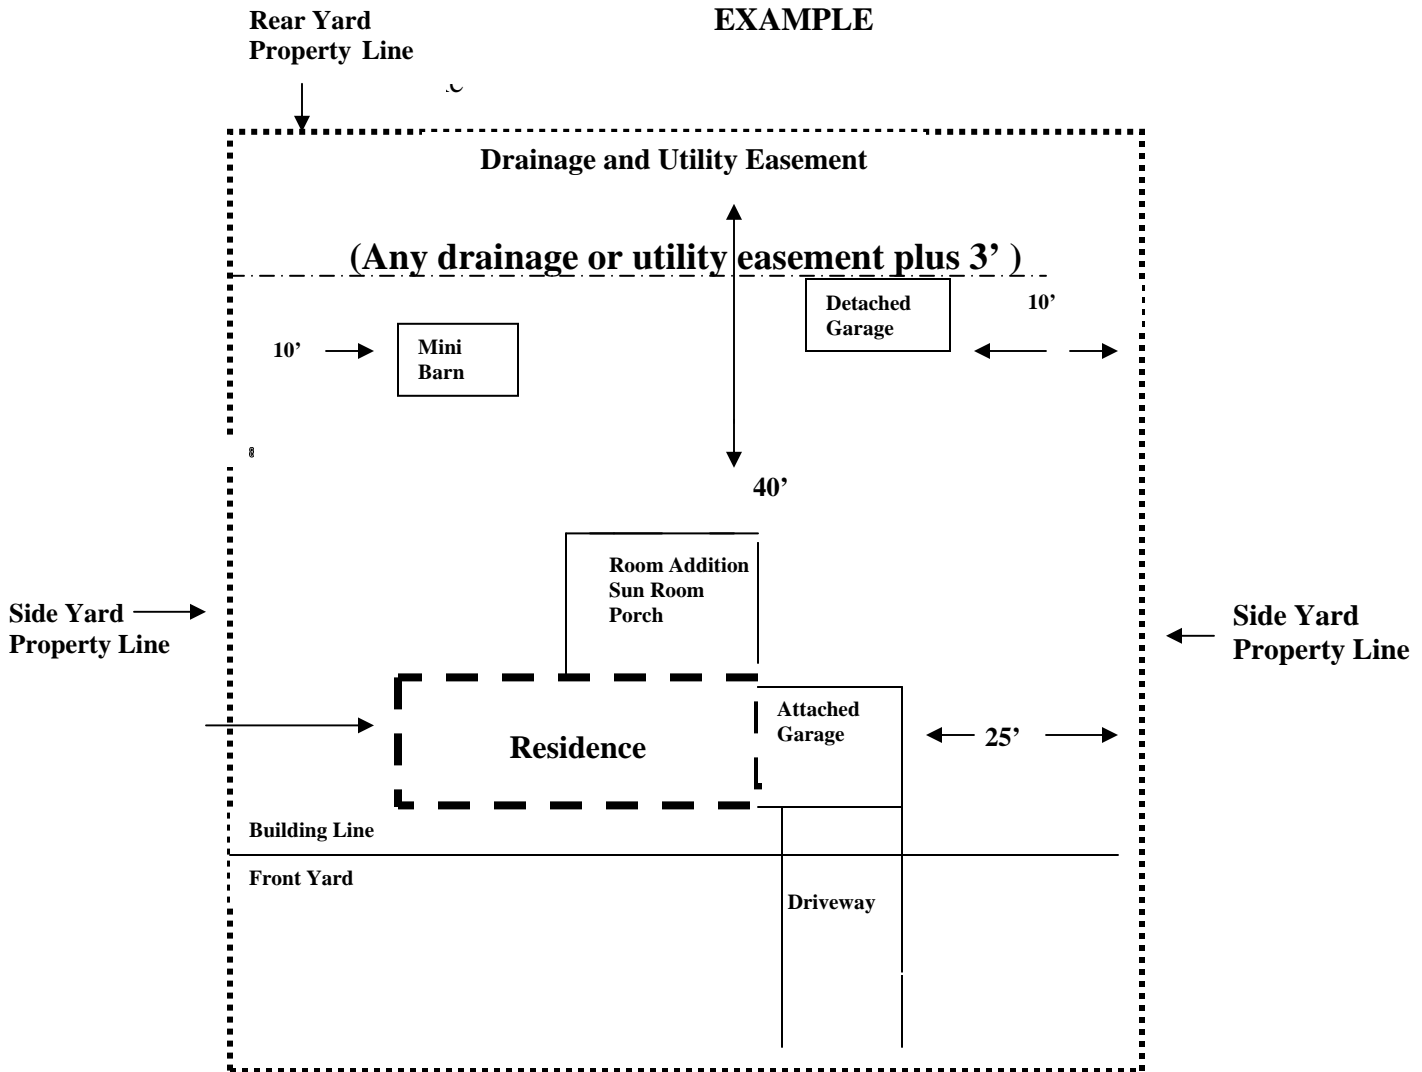 Rear Yard
Property Line
EXAMPLE
Drainage and Utility Easement
(Any drainage or utility easement plus 3’ )
Detached
Garage
10’
10’
Mini
Barn
40’
Room Addition
Sun Room
Porch
Side Yard
Property Line
Side Yard
Property Line
Attached
Garage
25’
Residence
Building Line
Front Yard
Driveway